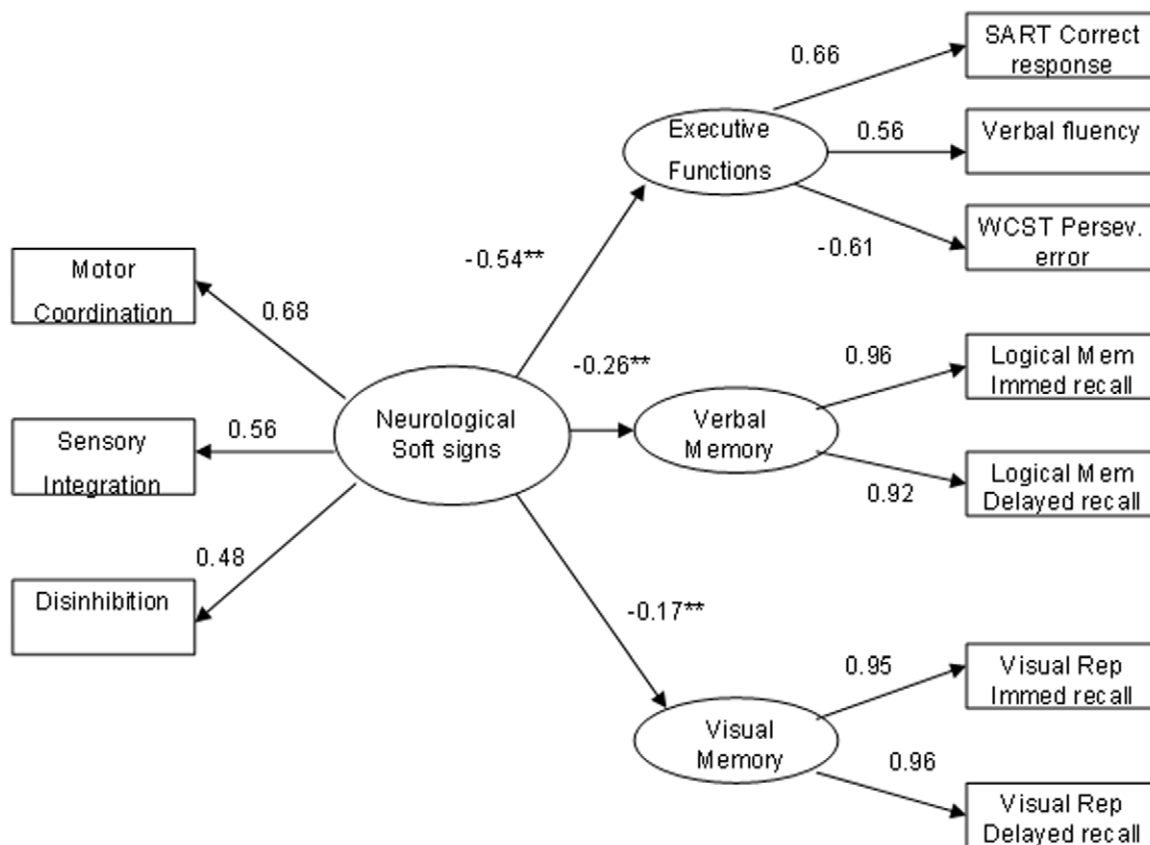 SART Correct
response
0.66
Executive
Functions
0.56
Verbal fluency
WCST Persev.
error
-0.61
-0.54**
Motor
Coordination
0.68
-0.26**
0.96
Logical Mem
Immed recall
Neurological
Soft signs
Verbal
Memory
Sensory
Integration
0.56
Logical Mem
Delayed recall
0.92
0.48
Disinhibition
-0.17**
0.95
Visual Rep
Immed recall
Visual
Memory
0.96
Visual Rep
Delayed recall